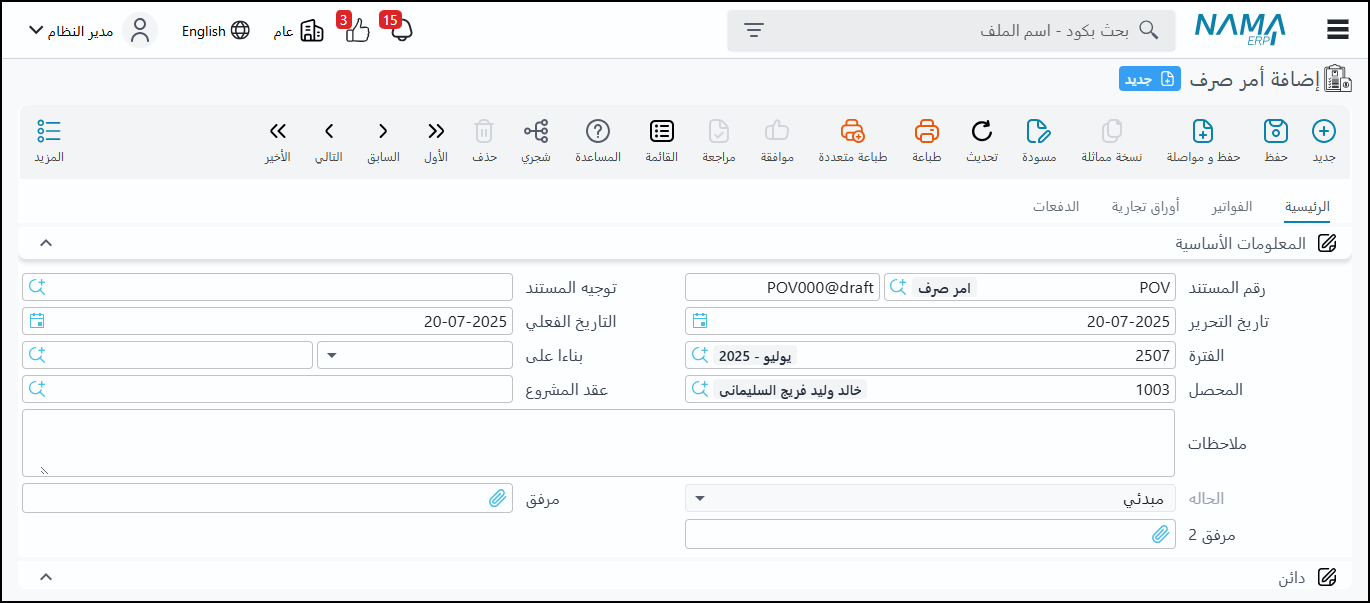 NAMA ERP
بحث بكود - اسم الملف
15
3
عام
English
مدير النظام
إضافة أمر صرف
جديد
جديد
حفظ
حفظ و مواصلة
نسخة مماثلة
مسودة
تحديث
طباعة
طباعة متعددة
موافقة
مراجعة
القائمة
المساعدة
شجري
حذف
الأول
السابق
التالي
الأخير
المزيد
الرئيسية
الفواتير
أوراق تجارية
الدفعات
المعلومات الأساسية
رقم المستند POV امر صرف POV000@draft توجيه المستند
تاريخ التحرير 20-07-2025 التاريخ الفعلي 20-07-2025
الفترة 2507 يوليو - 2025 بناءا على
المحصل 1003 خالد وليد فريح السليمانى عقد المشروع
ملاحظات
الحاله مبدئي مرفق
مرفق 2
دائن